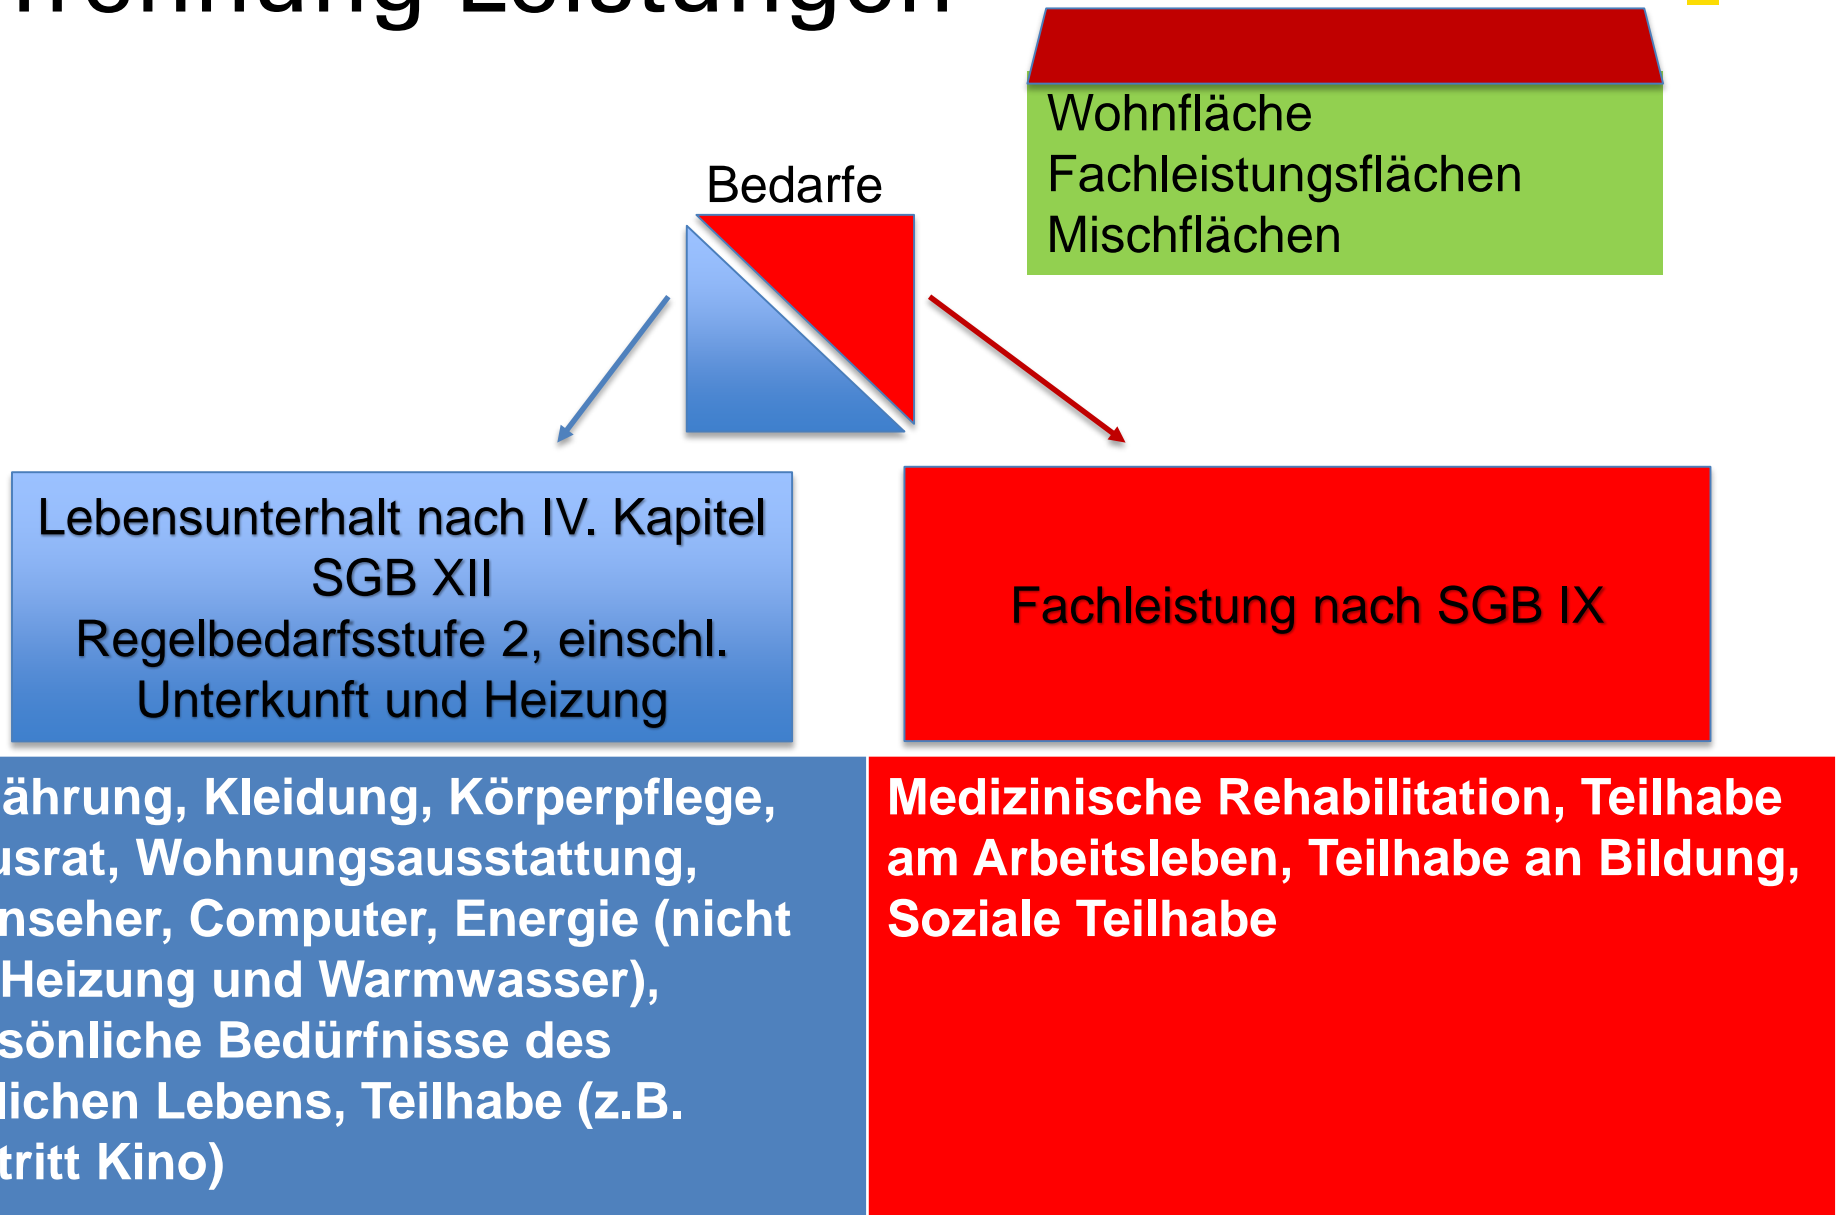 Trennung Leistungen
Wohnfläche
Fachleistungsflächen
Mischflächen
Bedarfe
Lebensunterhalt nach IV. Kapitel
SGB XII
Regelbedarfsstufe 2, einschl.
Unterkunft und Heizung
Fachleistung nach SGB IX
ährung, Kleidung, Körperpflege,
usrat, Wohnungsausstattung,
nseher, Computer, Energie (nicht
Heizung und Warmwasser),
sönliche Bedürfnisse des
lichen Lebens, Teilhabe (z.B.
tritt Kino)
Medizinische Rehabilitation, Teilhabe
am Arbeitsleben, Teilhabe an Bildung,
Soziale Teilhabe